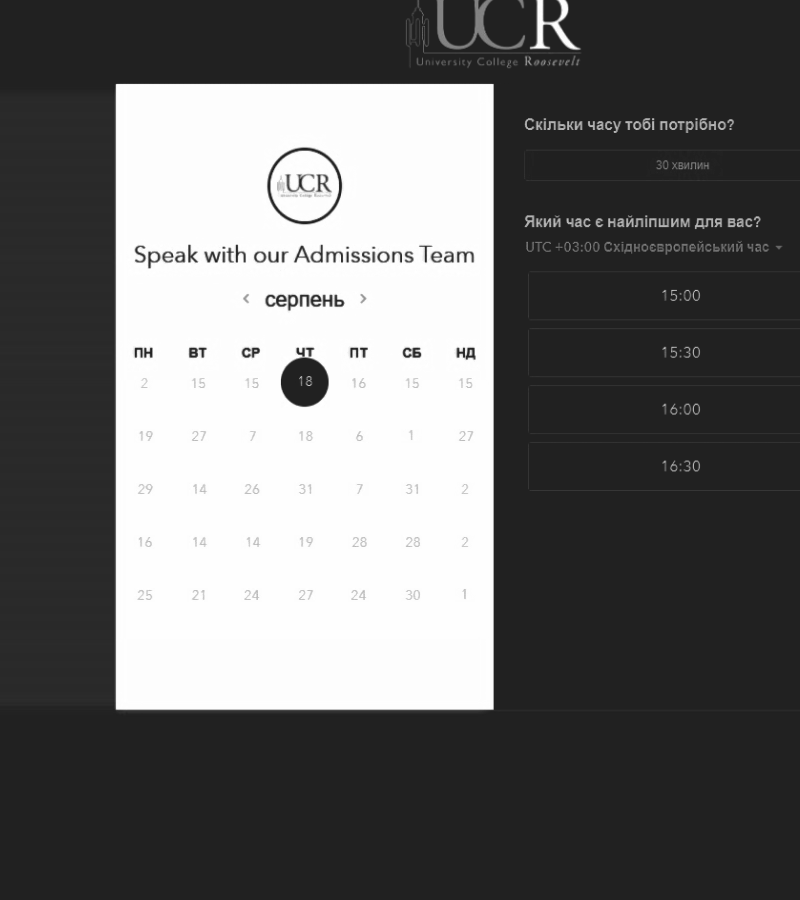 UCR
University College Roosevelt
UCR
University College Roosevelt
Speak with our Admissions Team
серпень
ПН ВТ СР ЧТ ПТ СБ НД
2 15 15 18 16 15 15
19 27 7 18 6 1 27
29 14 26 31 7 31 2
16 14 14 19 28 28 2
25 21 24 27 24 30 1
Скільки часу тобі потрібно?
30 хвилин
Який час є найліпшим для вас?
UTC +03:00 Східноєвропейський час
15:00
15:30
16:00
16:30